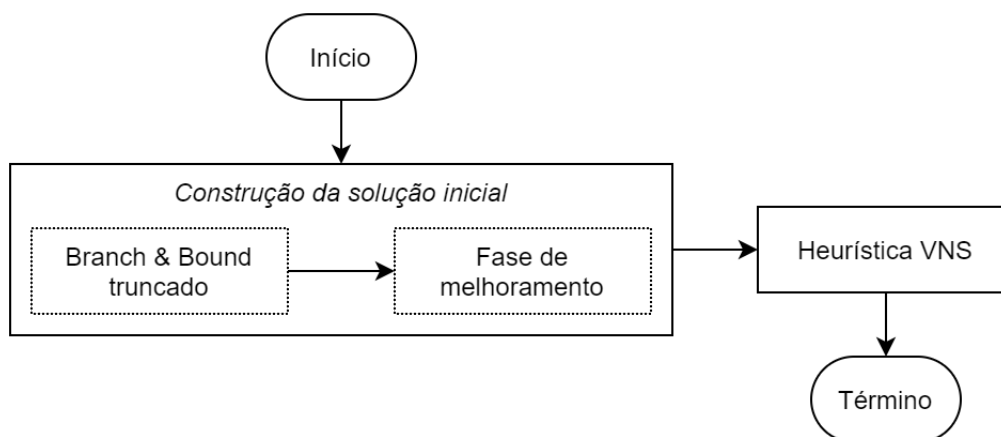 Início
Construção da solução inicial
Branch & Bound
truncado
Fase de
melhoramento
Heurística VNS
Término